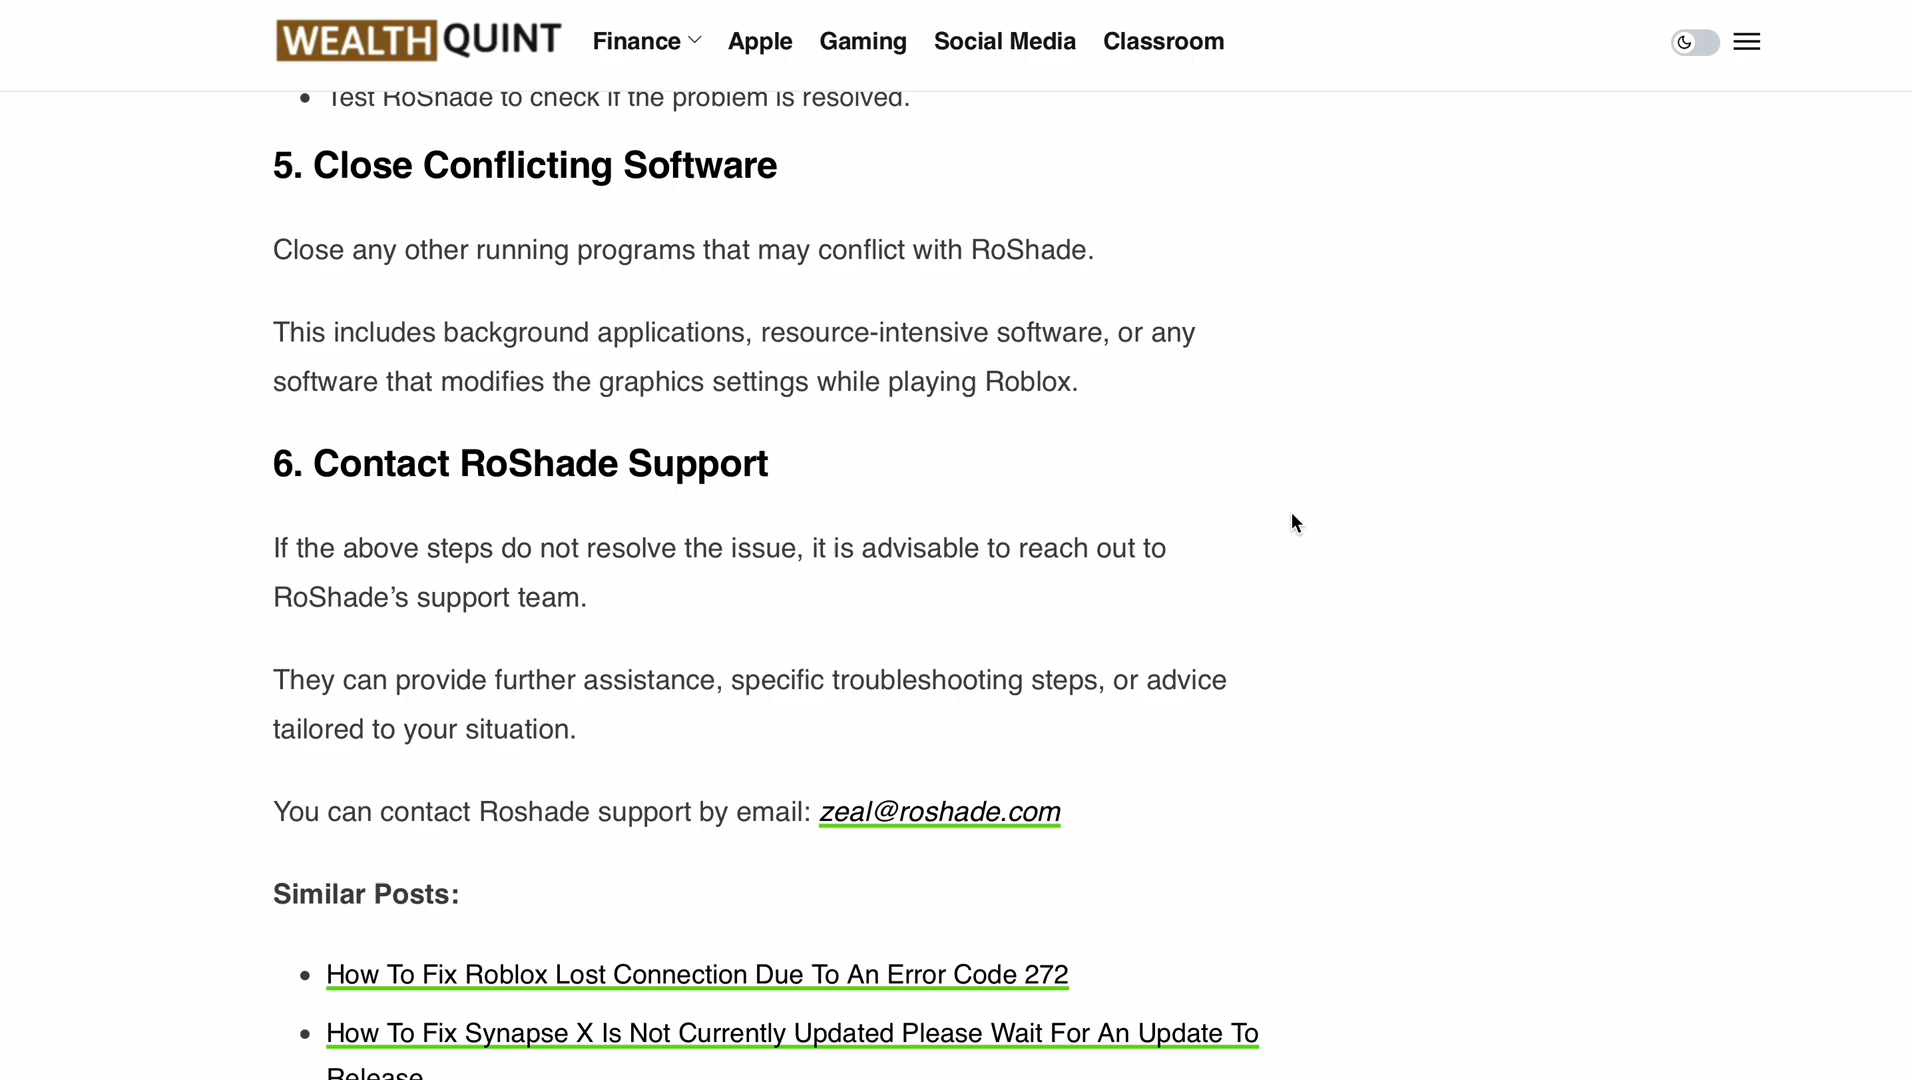 WEALTHQUINT Finance Apple Gaming Social Media Classroom
Test RoShade to check if the problem is resolved.
5. Close Conflicting Software
Close any other running programs that may conflict with RoShade.
This includes background applications, resource-intensive software, or any
software that modifies the graphics settings while playing Roblox.
6. Contact RoShade Support
If the above steps do not resolve the issue, it is advisable to reach out to
RoShade’s support team.
They can provide further assistance, specific troubleshooting steps, or advice
tailored to your situation.
You can contact Roshade support by email: zeal@roshade.com
Similar Posts:
How To Fix Roblox Lost Connection Due To An Error Code 272
How To Fix Synapse X Is Not Currently Updated Please Wait For An Update To
Release